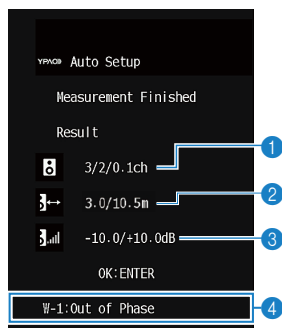 YPAO Auto Setup
Measurement Finished
Result
3/2/0.1ch 1
3.0/10.5m 2
-10.0/+10.0dB 3
OK:ENTER
W-1:Out of Phase 4